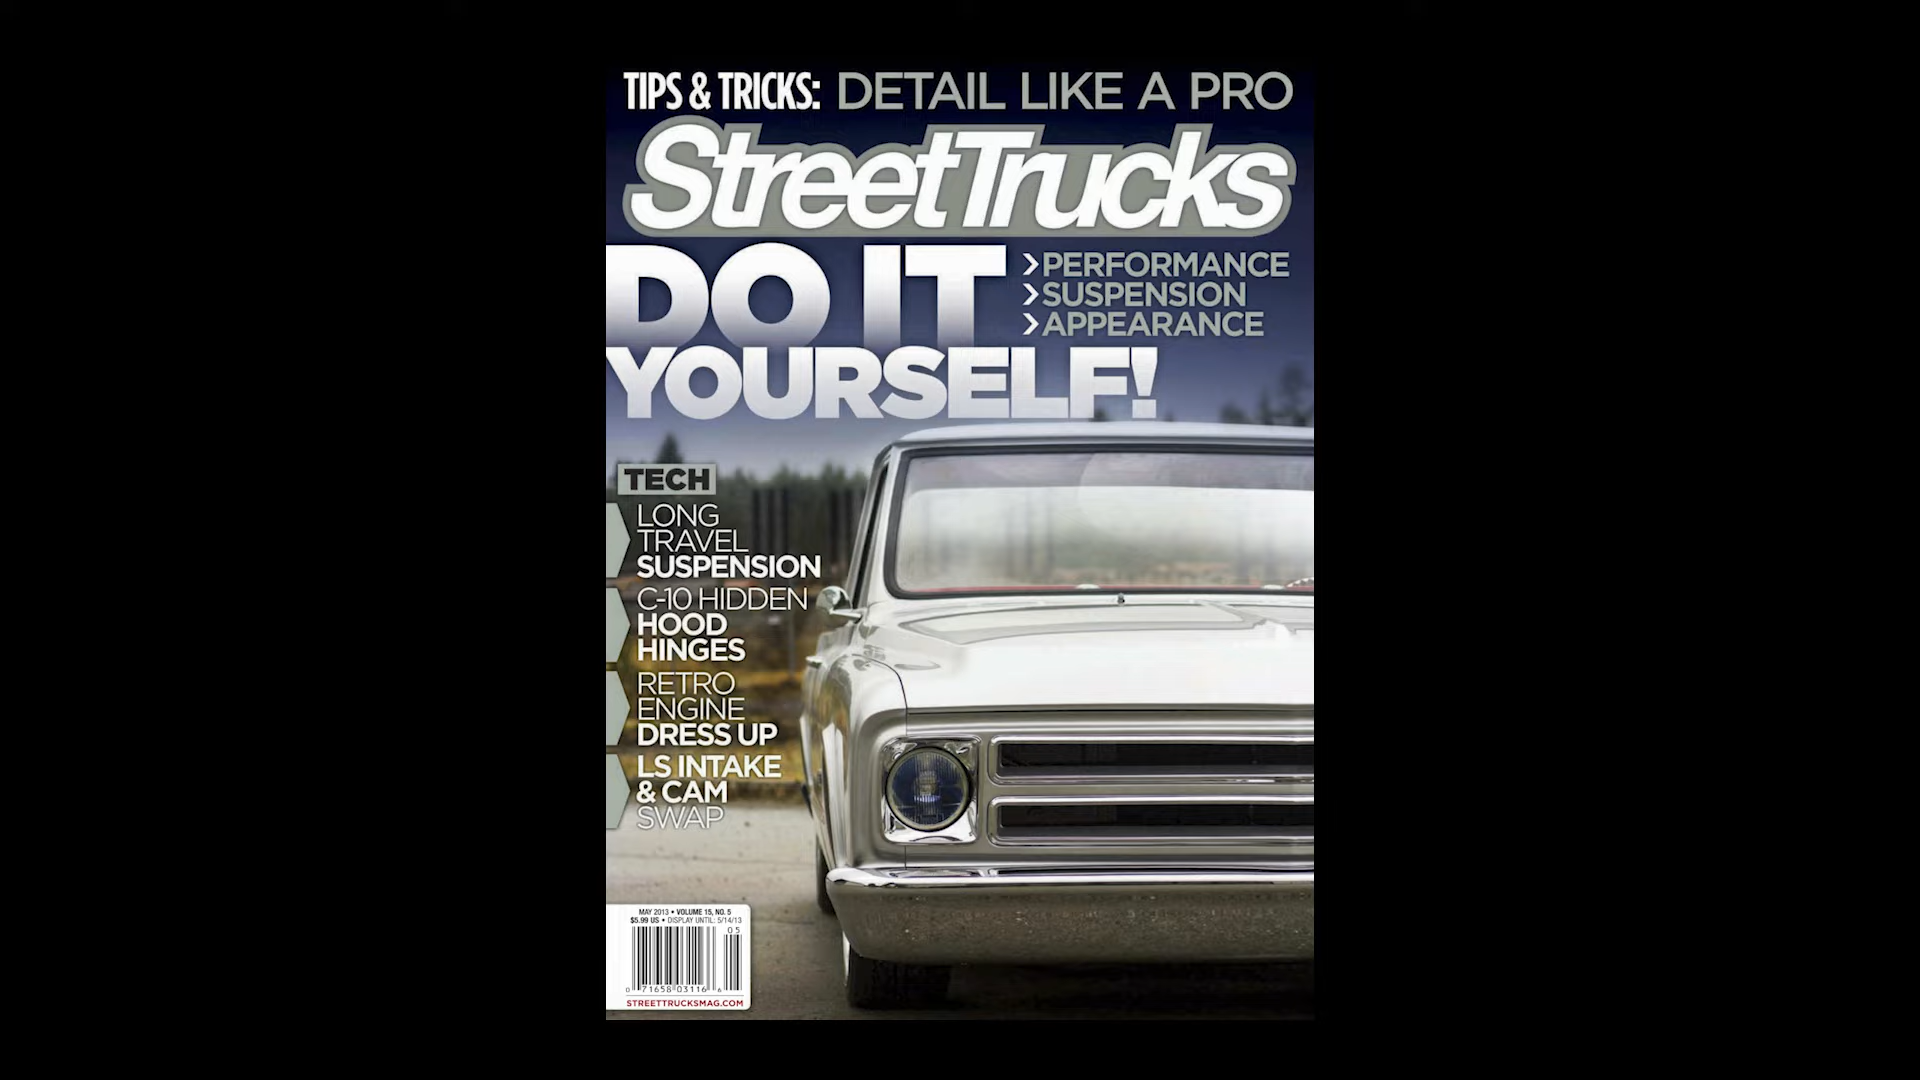 TIPS & TRICKS: DETAIL LIKE A PRO
StreetTrucks
DO IT
YOURSELF!
›PERFORMANCE
›SUSPENSION
›APPEARANCE
TECH
LONG
TRAVEL
SUSPENSION
C-10 HIDDEN
HOOD
HINGES
RETRO
ENGINE
DRESS UP
LS INTAKE
& CAM
SWAP
MAY 2013 • VOLUME 15, NO. 5
$5.99 US • DISPLAY UNTIL: 5/14/13
05
0 71658 03116 6
STREETTRUCKSMAG.COM